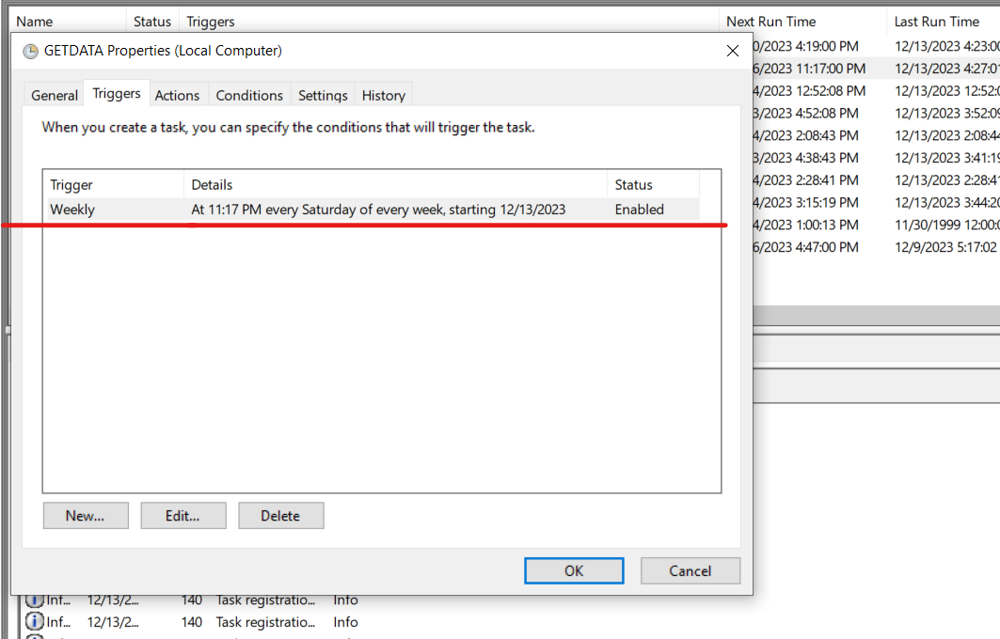 Name Status Triggers Next Run Time Last Run Time
GETDATA Properties (Local Computer)
0/2023 4:19:00 PM 12/13/2023 4:23:00
6/2023 11:17:00 PM 12/13/2023 4:27:01
4/2023 12:52:08 PM 12/13/2023 12:52:0
3/2023 4:52:08 PM 12/13/2023 3:52:09
4/2023 2:08:43 PM 12/13/2023 2:08:44
3/2023 4:38:43 PM 12/13/2023 3:41:19
4/2023 2:28:41 PM 12/13/2023 2:28:41
4/2023 3:15:19 PM 12/13/2023 3:44:20
4/2023 1:00:13 PM 11/30/1999 12:00:0
6/2023 4:47:00 PM 12/9/2023 5:17:02
General Triggers Actions Conditions Settings History
When you create a task, you can specify the conditions that will trigger the task.
Trigger Details Status
Weekly At 11:17 PM every Saturday of every week, starting 12/13/2023 Enabled
New... Edit... Delete
OK Cancel
Inf... 12/13/2... 140 Task registratio... Info
Inf... 12/13/2... 140 Task registratio... Info